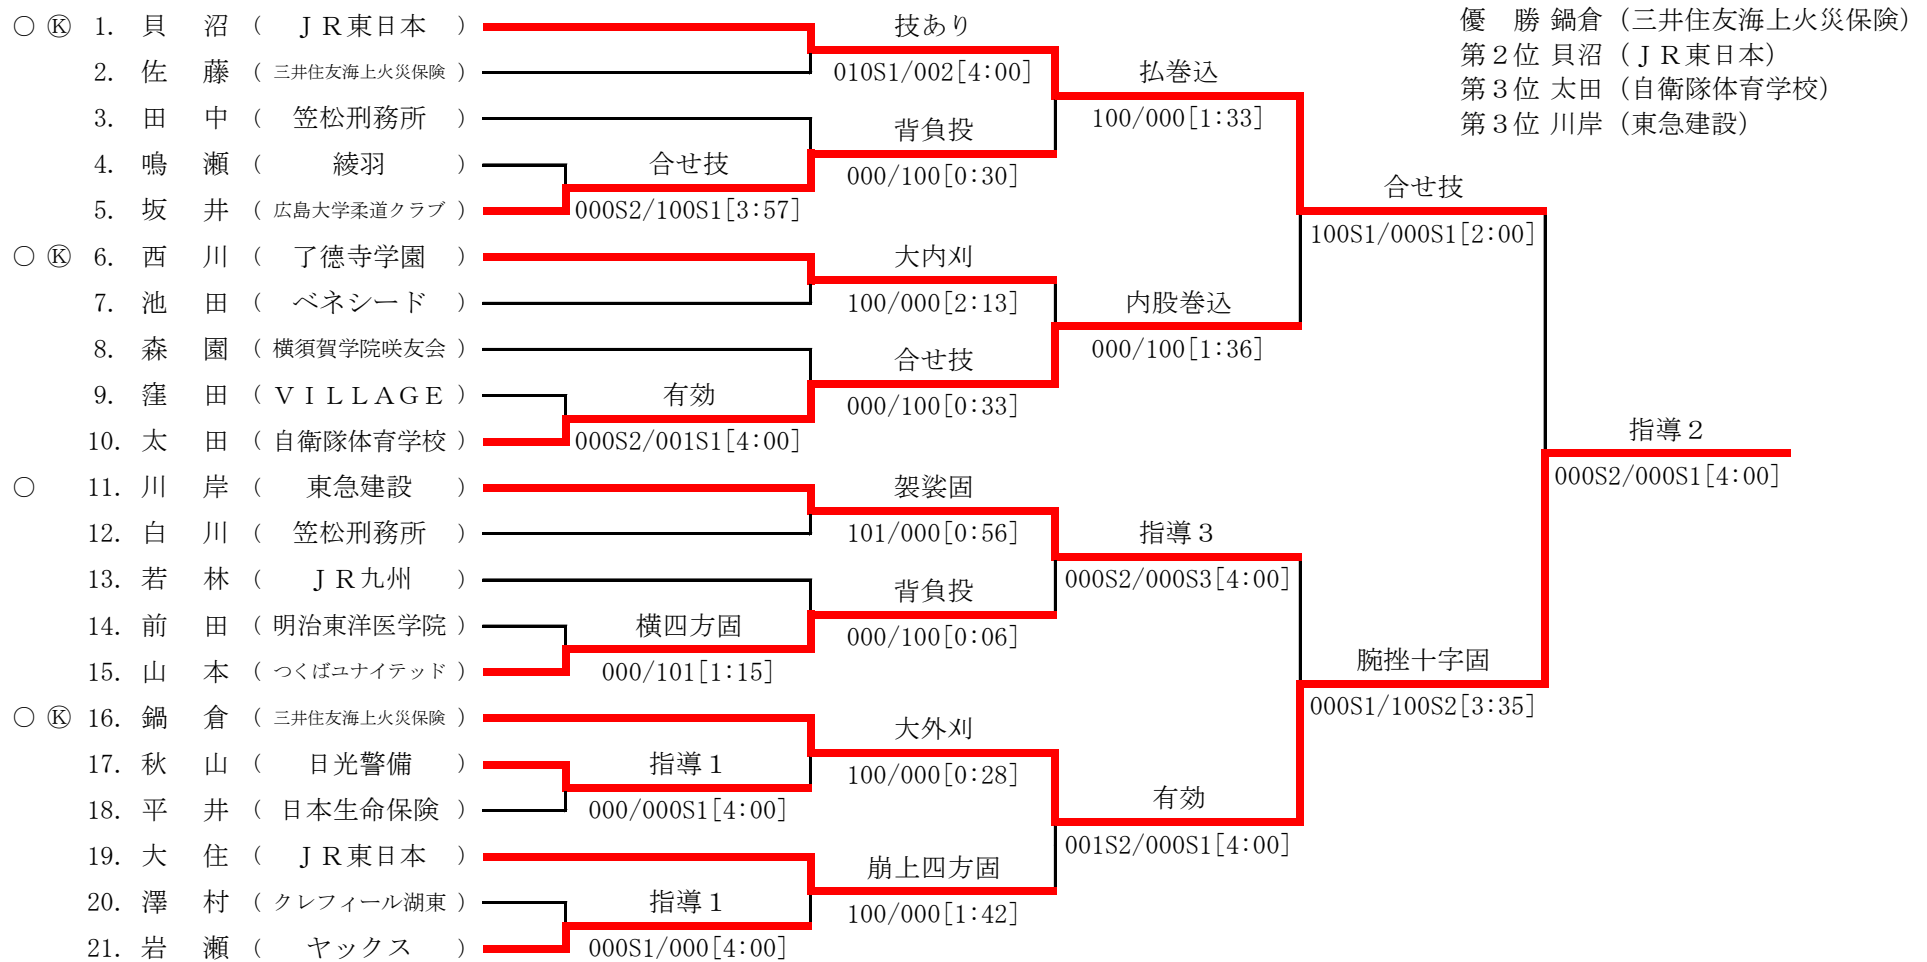 優　勝 鍋倉（三井住友海上火災保険）
第２位 貝沼（ＪＲ東日本）
第３位 太田（自衛隊体育学校）
第３位 川岸（東急建設）
○ Ⓚ 1. 貝　沼 （ ＪＲ東日本 ）
2. 佐　藤 （ 三井住友海上火災保険 ）
3. 田　中 （ 笠松刑務所 ）
4. 鳴　瀬 （ 綾羽 ）
5. 坂　井 （ 広島大学柔道クラブ ）
○ Ⓚ 6. 西　川 （ 了德寺学園 ）
7. 池　田 （ ベネシード ）
8. 森　園 （ 横須賀学院咲友会 ）
9. 窪　田 （ ＶＩＬＬＡＧＥ ）
10. 太　田 （ 自衛隊体育学校 ）
○ 11. 川　岸 （ 東急建設 ）
12. 白　川 （ 笠松刑務所 ）
13. 若　林 （ ＪＲ九州 ）
14. 前　田 （ 明治東洋医学院 ）
15. 山　本 （ つくばユナイテッド ）
○ Ⓚ 16. 鍋　倉 （ 三井住友海上火災保険 ）
17. 秋　山 （ 日光警備 ）
18. 平　井 （ 日本生命保険 ）
19. 大　住 （ ＪＲ東日本 ）
20. 澤　村 （ クレフィール湖東 ）
21. 岩　瀬 （ ヤックス ）
合せ技
000S2/100S1[3:57]
有効
000S2/001S1[4:00]
横四方固
000/101[1:15]
指導１
000/000S1[4:00]
指導１
000S1/000[4:00]
技あり
010S1/002[4:00]
背負投
000/100[0:30]
大内刈
100/000[2:13]
合せ技
000/100[0:33]
袈裟固
101/000[0:56]
背負投
000/100[0:06]
大外刈
100/000[0:28]
崩上四方固
100/000[1:42]
払巻込
100/000[1:33]
内股巻込
000/100[1:36]
指導３
000S2/000S3[4:00]
有効
001S2/000S1[4:00]
合せ技
100S1/000S1[2:00]
腕挫十字固
000S1/100S2[3:35]
指導２
000S2/000S1[4:00]